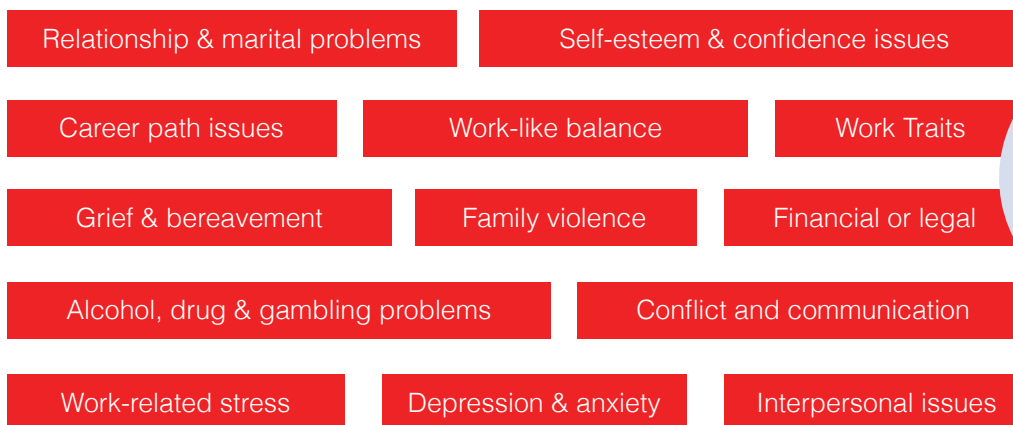 Relationship & marital problems Self-esteem & confidence issues
Career path issues Work-like balance Work Traits
Grief & bereavement Family violence Financial or legal
Alcohol, drug & gambling problems Conflict and communication
Work-related stress Depression & anxiety Interpersonal issues